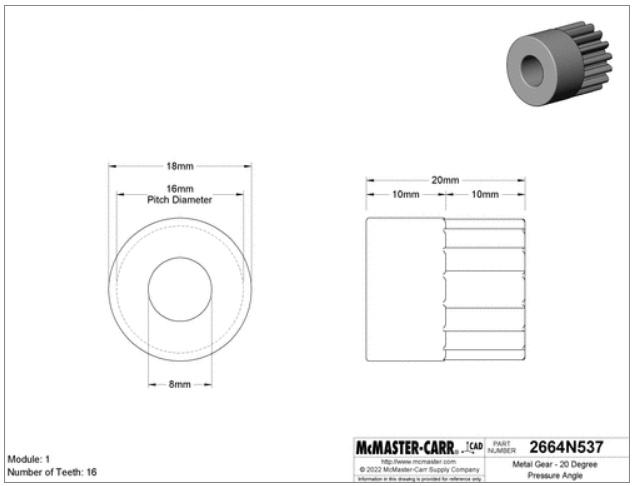 18mm
16mm
Pitch Diameter
8mm
20mm
10mm
10mm
Module: 1
Number of Teeth: 16
McMASTER-CARR® CAD
http://www.mcmaster.com
© 2022 McMaster-Carr Supply Company
Information in this drawing is provided for reference only.
PART
NUMBER
2664N537
Metal Gear - 20 Degree
Pressure Angle